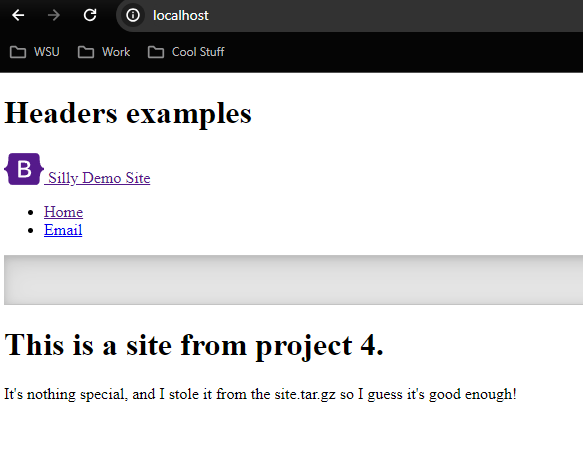 localhost
WSU Work Cool Stuff
Headers examples
B Silly Demo Site
Home
Email
This is a site from project 4.
It's nothing special, and I stole it from the site.tar.gz so I guess it's good enough!